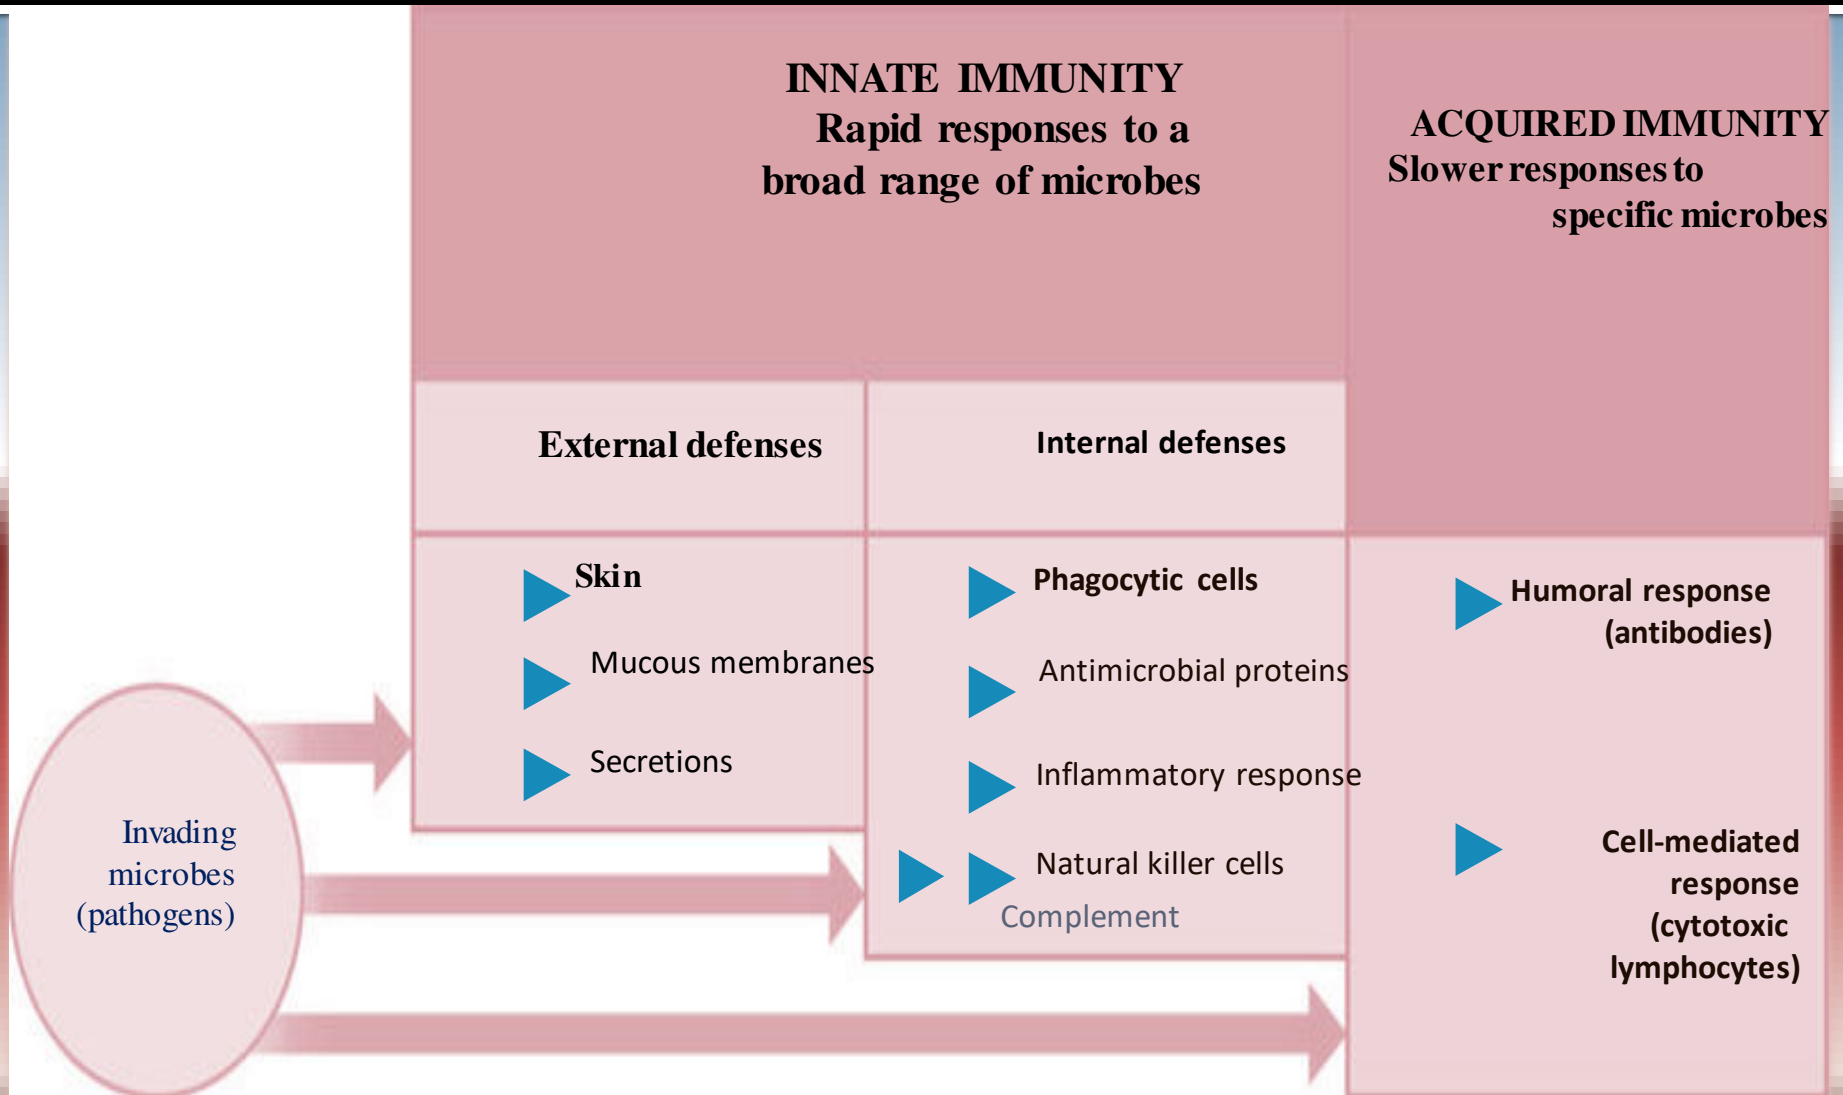 INNATE IMMUNITY
Rapid responses to a
broad range of microbes
ACQUIRED IMMUNITY
Slower responses to
specific microbes
External defenses
Internal defenses
Skin
Mucous membranes
Secretions
Phagocytic cells
Antimicrobial proteins
Inflammatory response
Natural killer cells
Complement
Humoral response
(antibodies)
Cell-mediated
response
(cytotoxic
lymphocytes)
Invading
microbes
(pathogens)